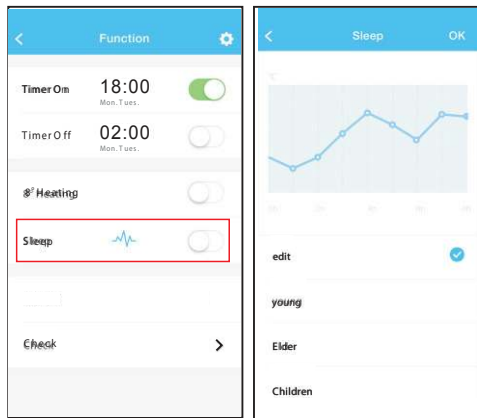 Function
Timer On 18:00
Mon. Tues.
Timer Off 02:00
Mon. Tues.
8° Heating
Sleep
Check
Sleep OK
°C
edit
young
Elder
Children